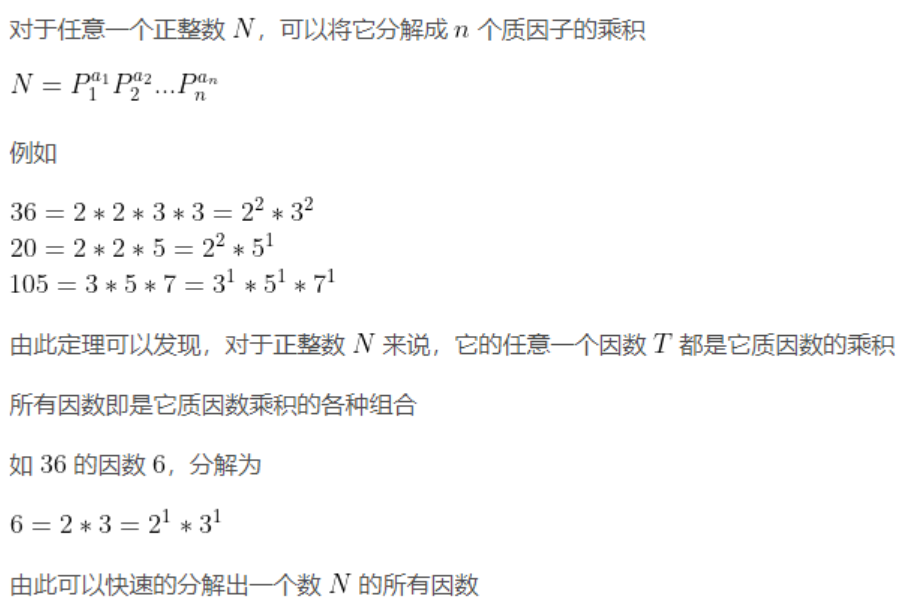 对于任意一个正整数 N，可以将它分解成 n 个质因子的乘积
N = P_1^{a_1} P_2^{a_2} ... P_n^{a_n}
例如
36 = 2 * 2 * 3 * 3 = 2^2 * 3^2
20 = 2 * 2 * 5 = 2^2 * 5^1
105 = 3 * 5 * 7 = 3^1 * 5^1 * 7^1
由此定理可以发现，对于正整数 N 来说，它的任意一个因数 T 都是它质因数的乘积
所有因数即是它质因数乘积的各种组合
如 36 的因数 6，分解为
6 = 2 * 3 = 2^1 * 3^1
由此可以快速的分解出一个数 N 的所有因数